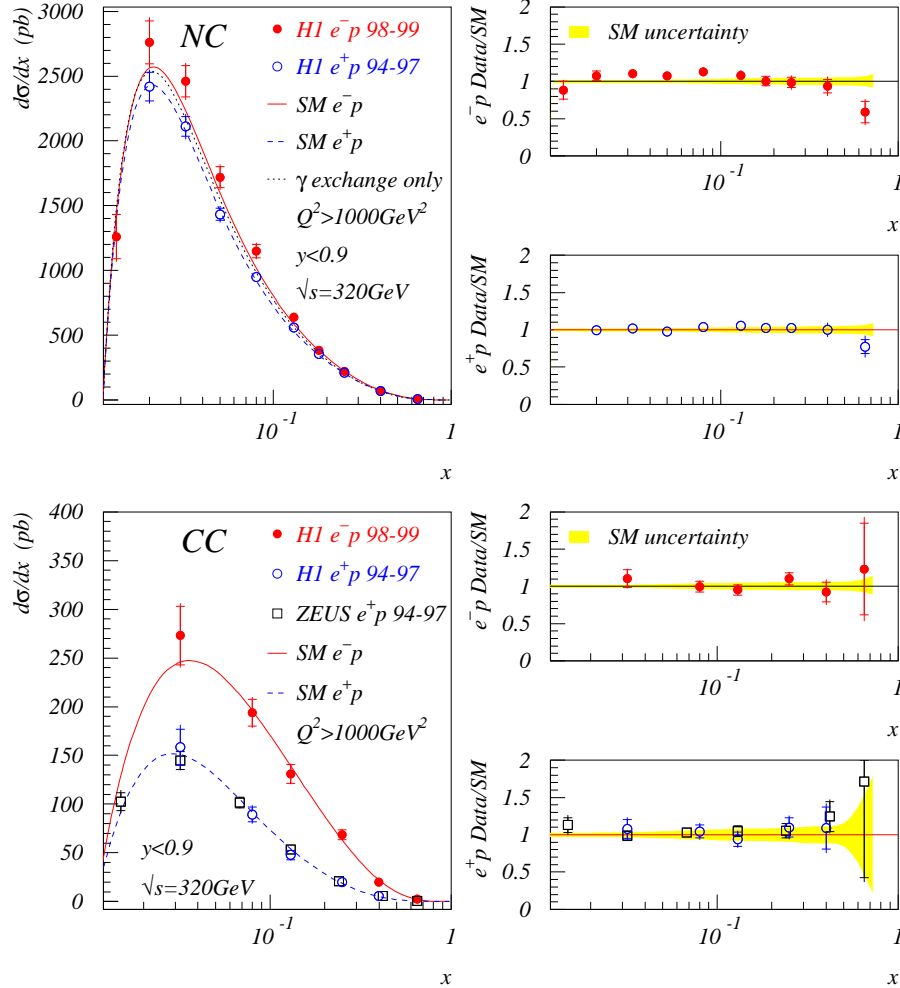 dσ/dx (pb)
NC
H1 e⁻p 98-99
H1 e⁺p 94-97
SM e⁻p
SM e⁺p
γ exchange only
Q²>1000GeV²
y<0.9
√s=320GeV
3000
2500
2000
1500
1000
500
0
10⁻¹
1
x
e⁻p Data/SM
SM uncertainty
2
1.5
1
0.5
0
10⁻¹
1
x
e⁺p Data/SM
2
1.5
1
0.5
0
10⁻¹
1
x
dσ/dx (pb)
CC
H1 e⁻p 98-99
H1 e⁺p 94-97
ZEUS e⁺p 94-97
SM e⁻p
SM e⁺p
Q²>1000GeV²
y<0.9
√s=320GeV
400
350
300
250
200
150
100
50
0
10⁻¹
1
x
e⁻p Data/SM
SM uncertainty
2
1.5
1
0.5
0
10⁻¹
1
x
e⁺p Data/SM
2
1.5
1
0.5
0
10⁻¹
1
x